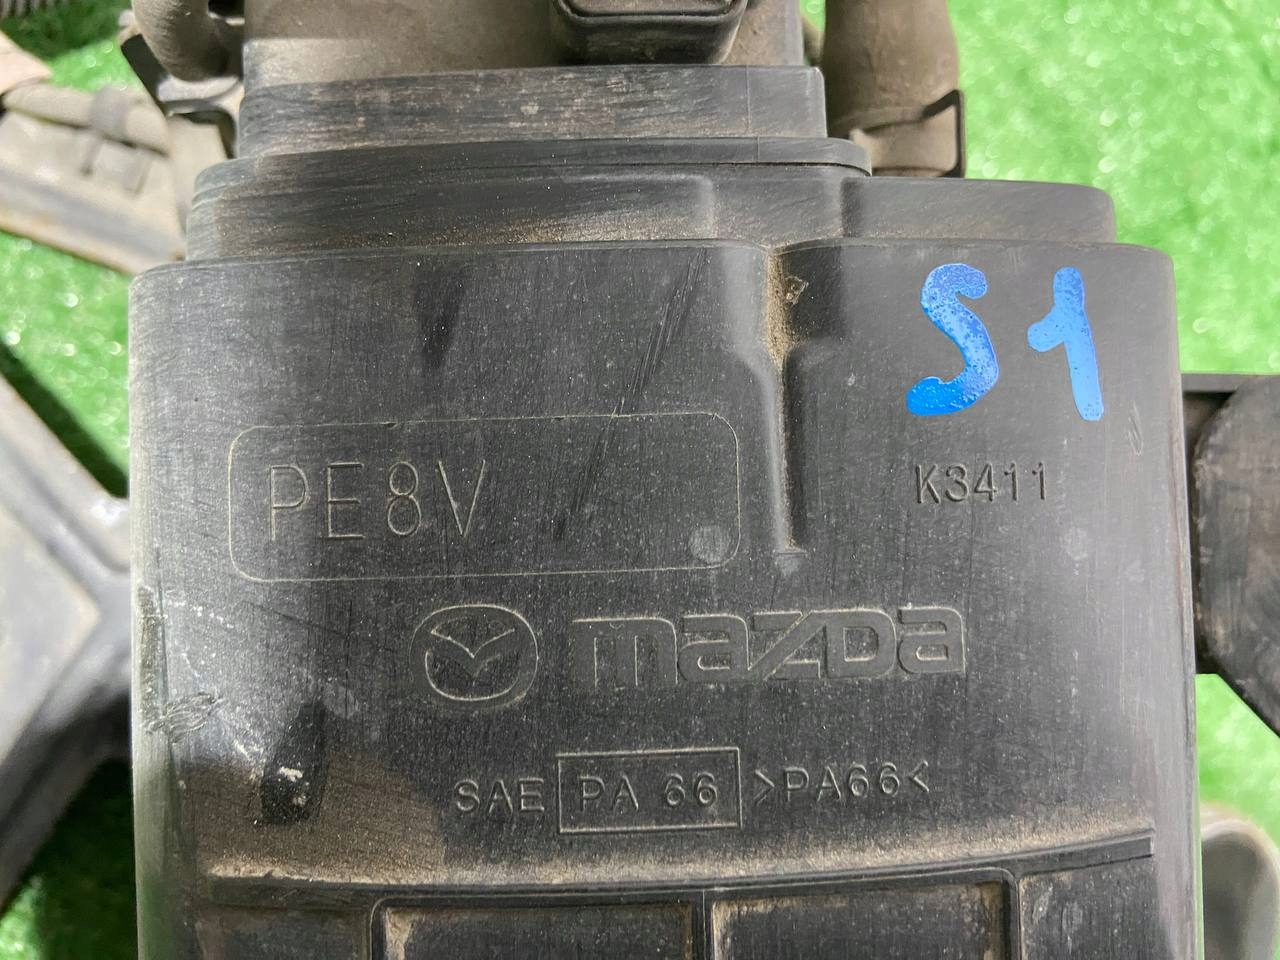 S1
PE8V
K3411
mazda
SAE PA 66 >PA66<